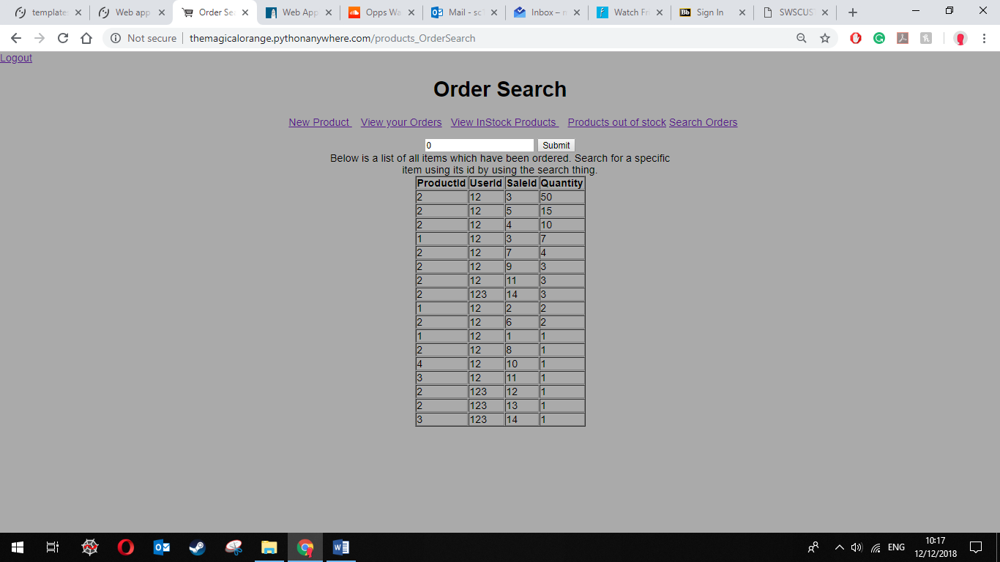 template
Web app
Order Se
Web App
Opps Wa
Mail - sc
Inbox – n
Watch Fr
Bb Sign In
SWSCUST
Not secure themagicalorange.pythonanywhere.com/products_OrderSearch
Logout
Order Search
New Product View your Orders View InStock Products Products out of stock Search Orders
0 Submit
Below is a list of all items which have been ordered. Search for a specific
item using its id by using the search thing.
ProductId UserId SaleId Quantity
2 12 3 50
2 12 5 15
2 12 4 10
1 12 3 7
2 12 7 4
2 12 9 3
2 12 11 3
2 123 14 3
1 12 2 2
2 12 6 2
1 12 1 1
2 12 8 1
4 12 10 1
3 12 11 1
2 123 12 1
2 123 13 1
3 123 14 1
ENG
10:17
12/12/2018